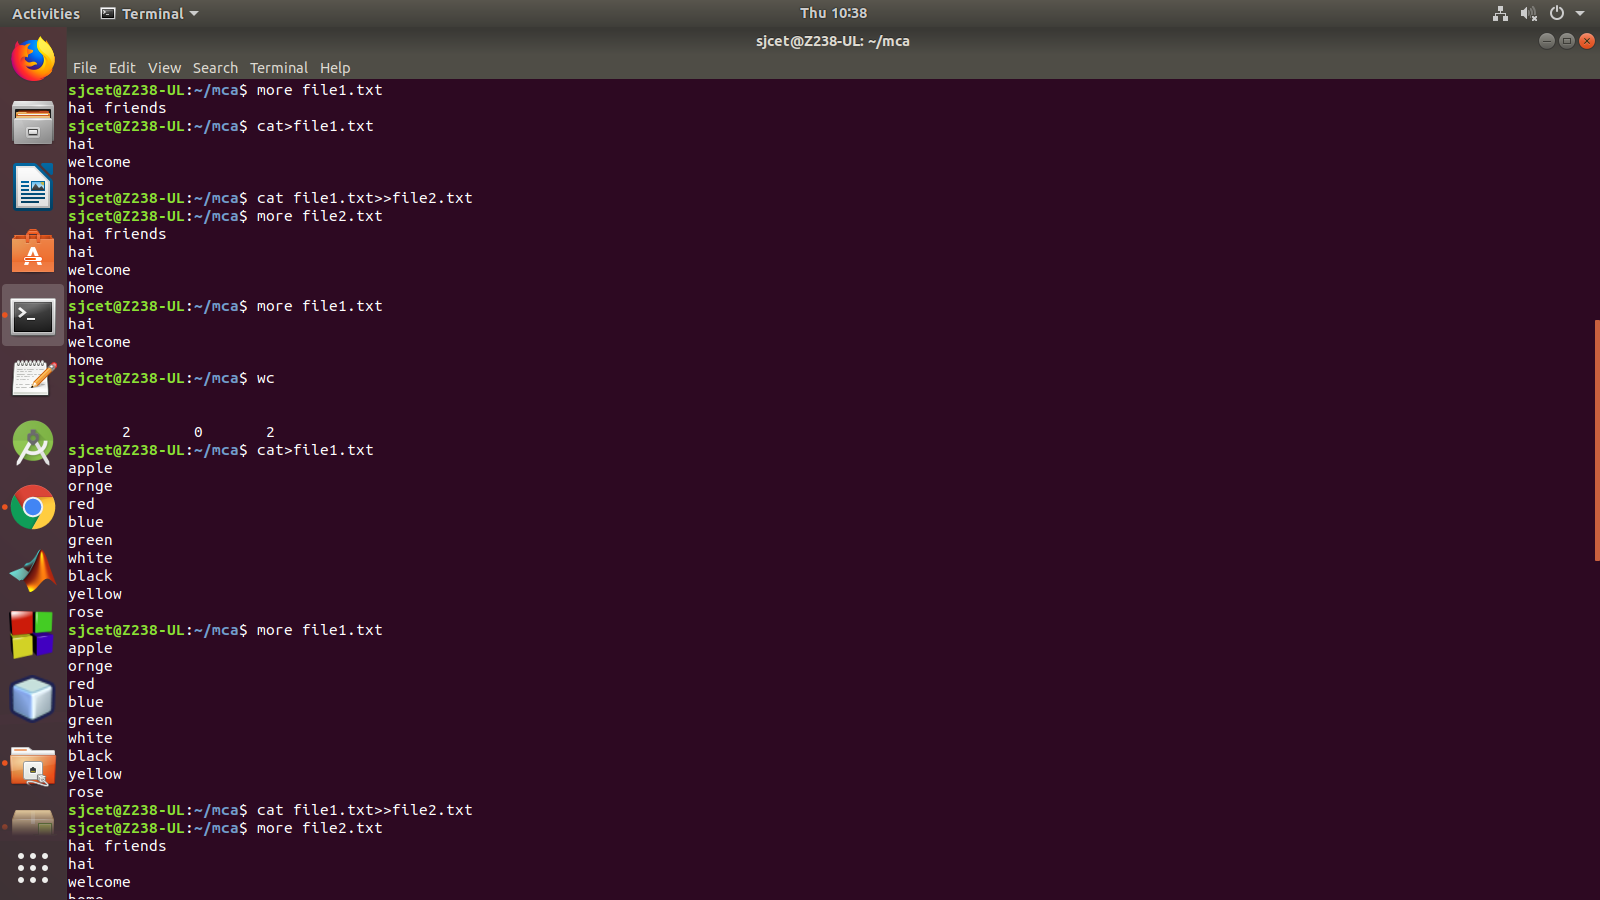 Activities Terminal Thu 10:38
sjcet@Z238-UL: ~/mca
File Edit View Search Terminal Help
sjcet@Z238-UL:~/mca$ more file1.txt
hai friends
sjcet@Z238-UL:~/mca$ cat>file1.txt
hai
welcome
home
sjcet@Z238-UL:~/mca$ cat file1.txt>>file2.txt
sjcet@Z238-UL:~/mca$ more file2.txt
hai friends
hai
welcome
home
sjcet@Z238-UL:~/mca$ more file1.txt
hai
welcome
home
sjcet@Z238-UL:~/mca$ wc
2 0 2
sjcet@Z238-UL:~/mca$ cat>file1.txt
apple
ornge
red
blue
green
white
black
yellow
rose
sjcet@Z238-UL:~/mca$ more file1.txt
apple
ornge
red
blue
green
white
black
yellow
rose
sjcet@Z238-UL:~/mca$ cat file1.txt>>file2.txt
sjcet@Z238-UL:~/mca$ more file2.txt
hai friends
hai
welcome